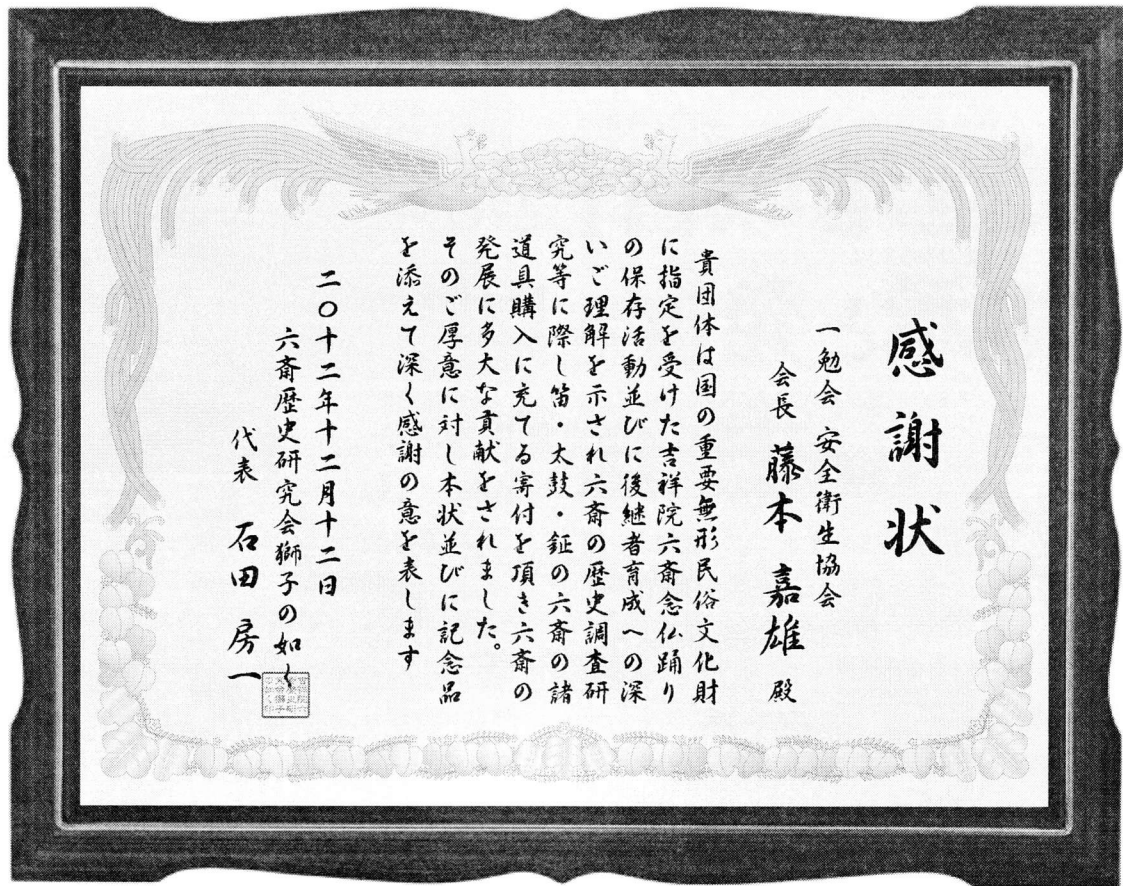 感謝状
一勉会 安全衛生協会
会長 藤本 嘉雄 殿
貴団体は国の重要無形民俗文化財
に指定を受けた吉祥院六斎念仏踊り
の保存活動並びに後継者育成への深
いご理解を示され六斎の歴史調査研
究等に際し笛・太鼓・鉦の六斎の諸
道具購入に充てる寄付を頂き六斎の
発展に多大な貢献をされました。
そのご厚意に対し本状並びに記念品
を添えて深く感謝の意を表します
二〇十二年十二月十二日
六斎歴史研究会獅子の如く
代表 石田 房一